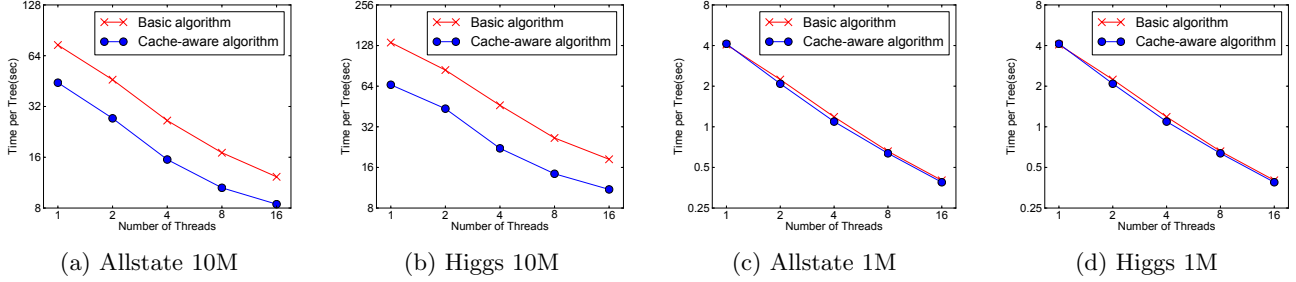 128
64
32
16
8
Time per Tree(sec)
1 2 4 8 16
Number of Threads
Basic algorithm
Cache-aware algorithm
(a) Allstate 10M
256
128
64
32
16
8
Time per Tree(sec)
1 2 4 8 16
Number of Threads
Basic algorithm
Cache-aware algorithm
(b) Higgs 10M
8
4
2
1
0.5
0.25
Time per Tree(sec)
1 2 4 8 16
Number of Threads
Basic algorithm
Cache-aware algorithm
(c) Allstate 1M
8
4
2
1
0.5
0.25
Time per Tree(sec)
1 2 4 8 16
Number of Threads
Basic algorithm
Cache-aware algorithm
(d) Higgs 1M